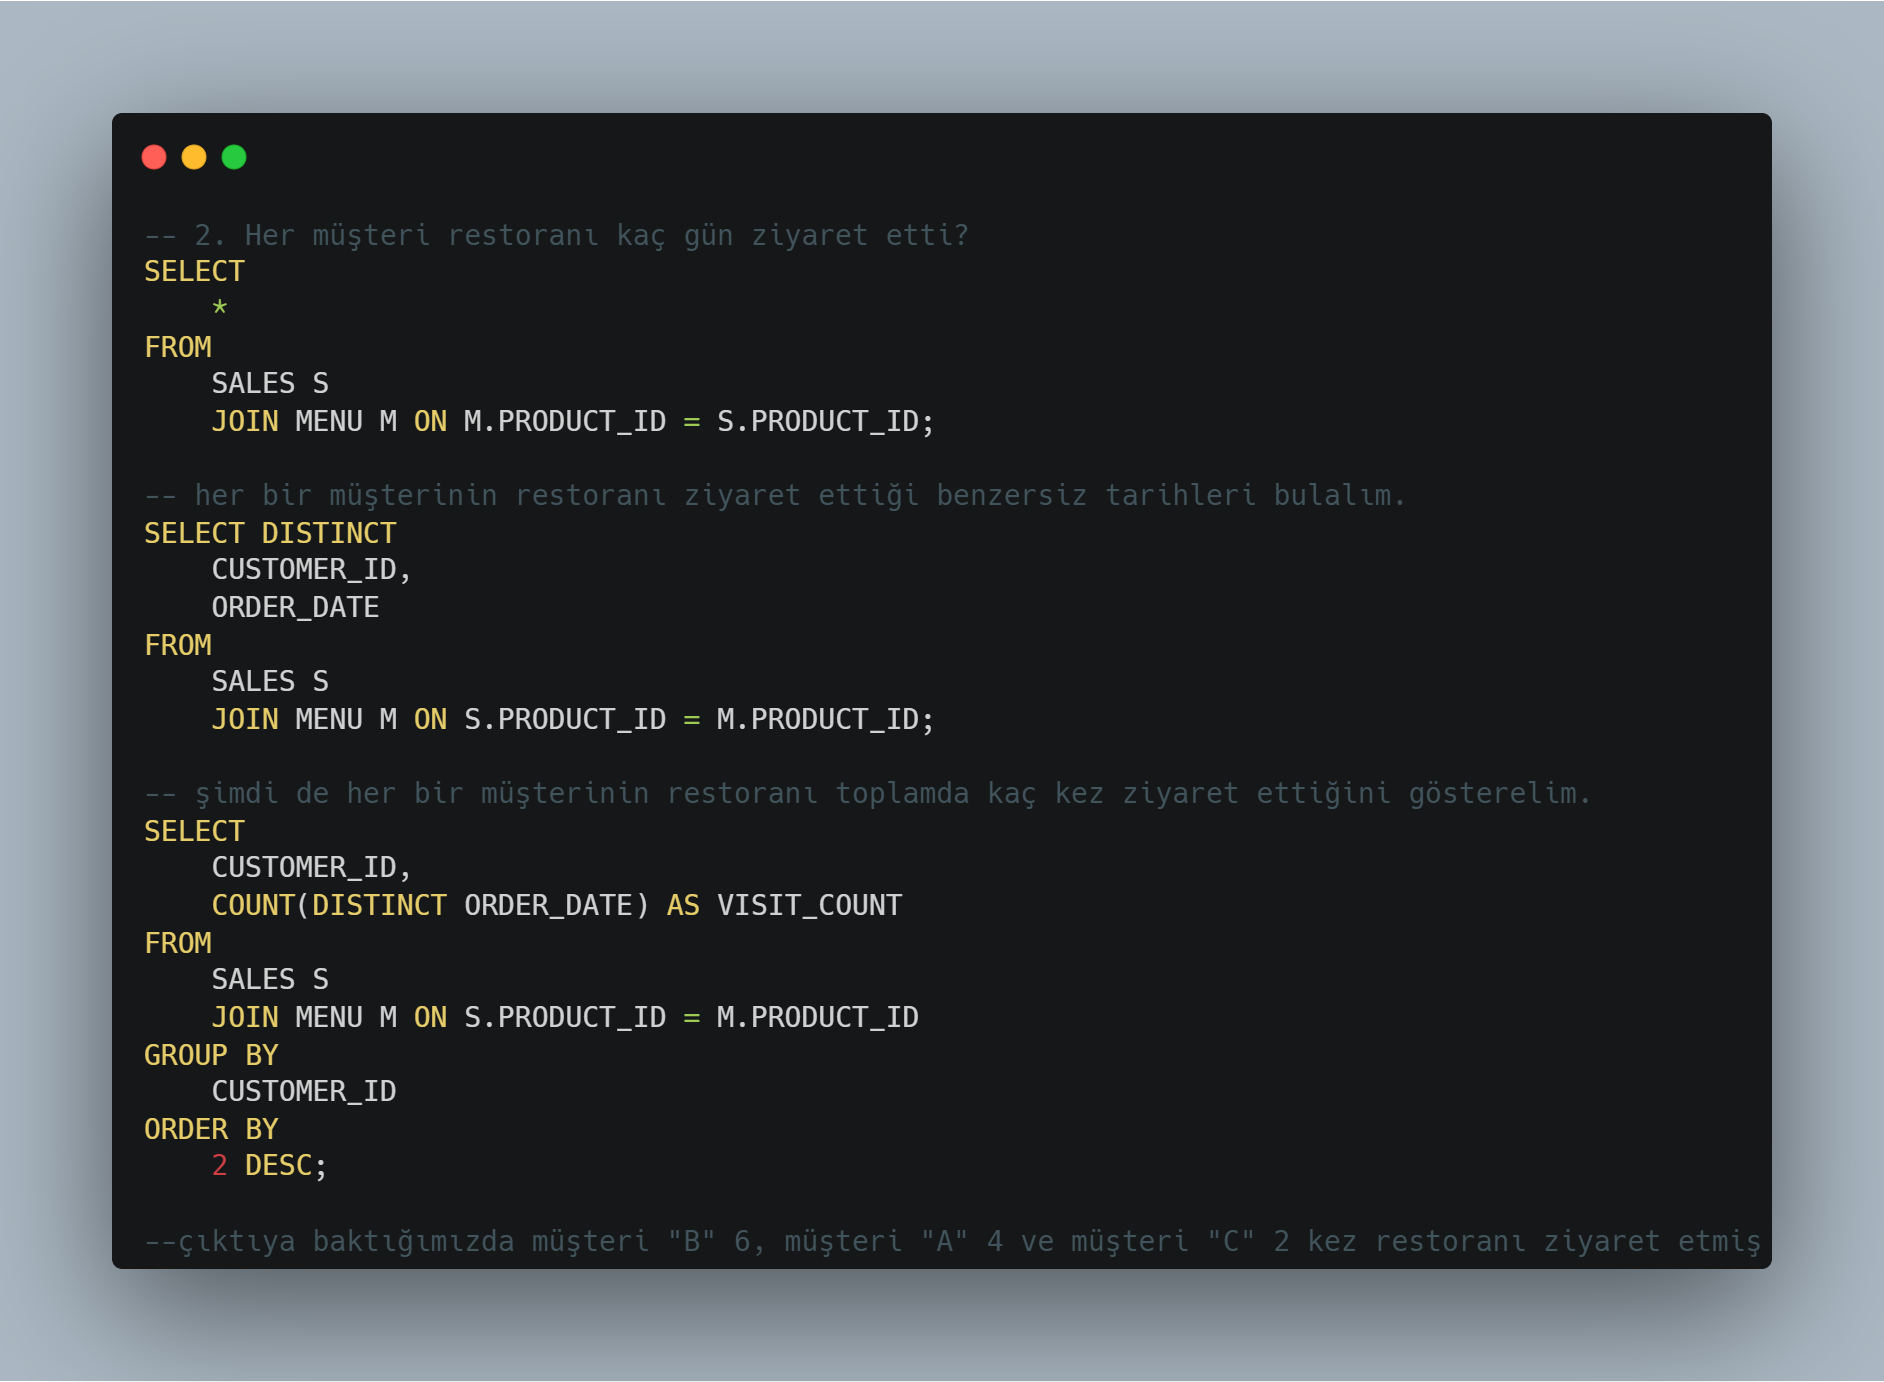 -- 2. Her müşteri restoranı kaç gün ziyaret etti?
SELECT
    *
FROM
    SALES S
    JOIN MENU M ON M.PRODUCT_ID = S.PRODUCT_ID;

-- her bir müşterinin restoranı ziyaret ettiği benzersiz tarihleri bulalım.
SELECT DISTINCT
    CUSTOMER_ID,
    ORDER_DATE
FROM
    SALES S
    JOIN MENU M ON S.PRODUCT_ID = M.PRODUCT_ID;

-- şimdi de her bir müşterinin restoranı toplamda kaç kez ziyaret ettiğini gösterelim.
SELECT
    CUSTOMER_ID,
    COUNT(DISTINCT ORDER_DATE) AS VISIT_COUNT
FROM
    SALES S
    JOIN MENU M ON S.PRODUCT_ID = M.PRODUCT_ID
GROUP BY
    CUSTOMER_ID
ORDER BY
    2 DESC;

--çıktıya baktığımızda müşteri "B" 6, müşteri "A" 4 ve müşteri "C" 2 kez restoranı ziyaret etmiş